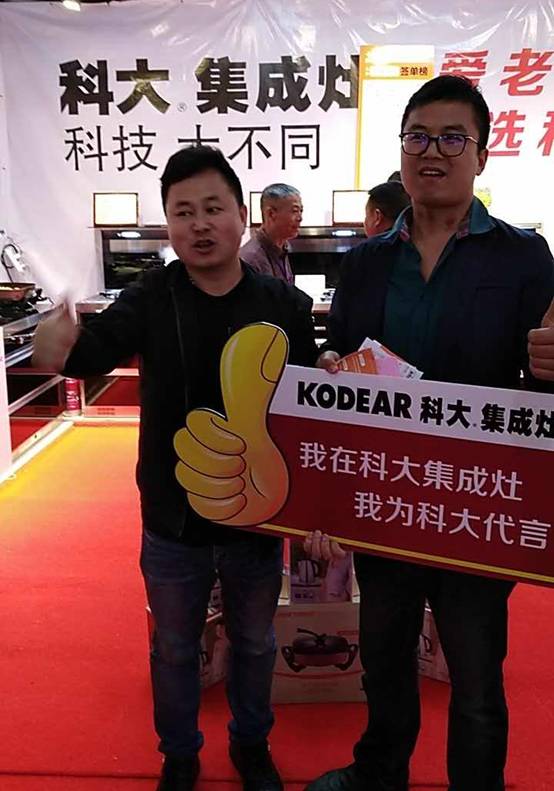 科大® 集成灶
科技 大不同
签单榜
爱老
选科
KODEAR 科大® 集成灶
我在科大集成灶
我为科大代言